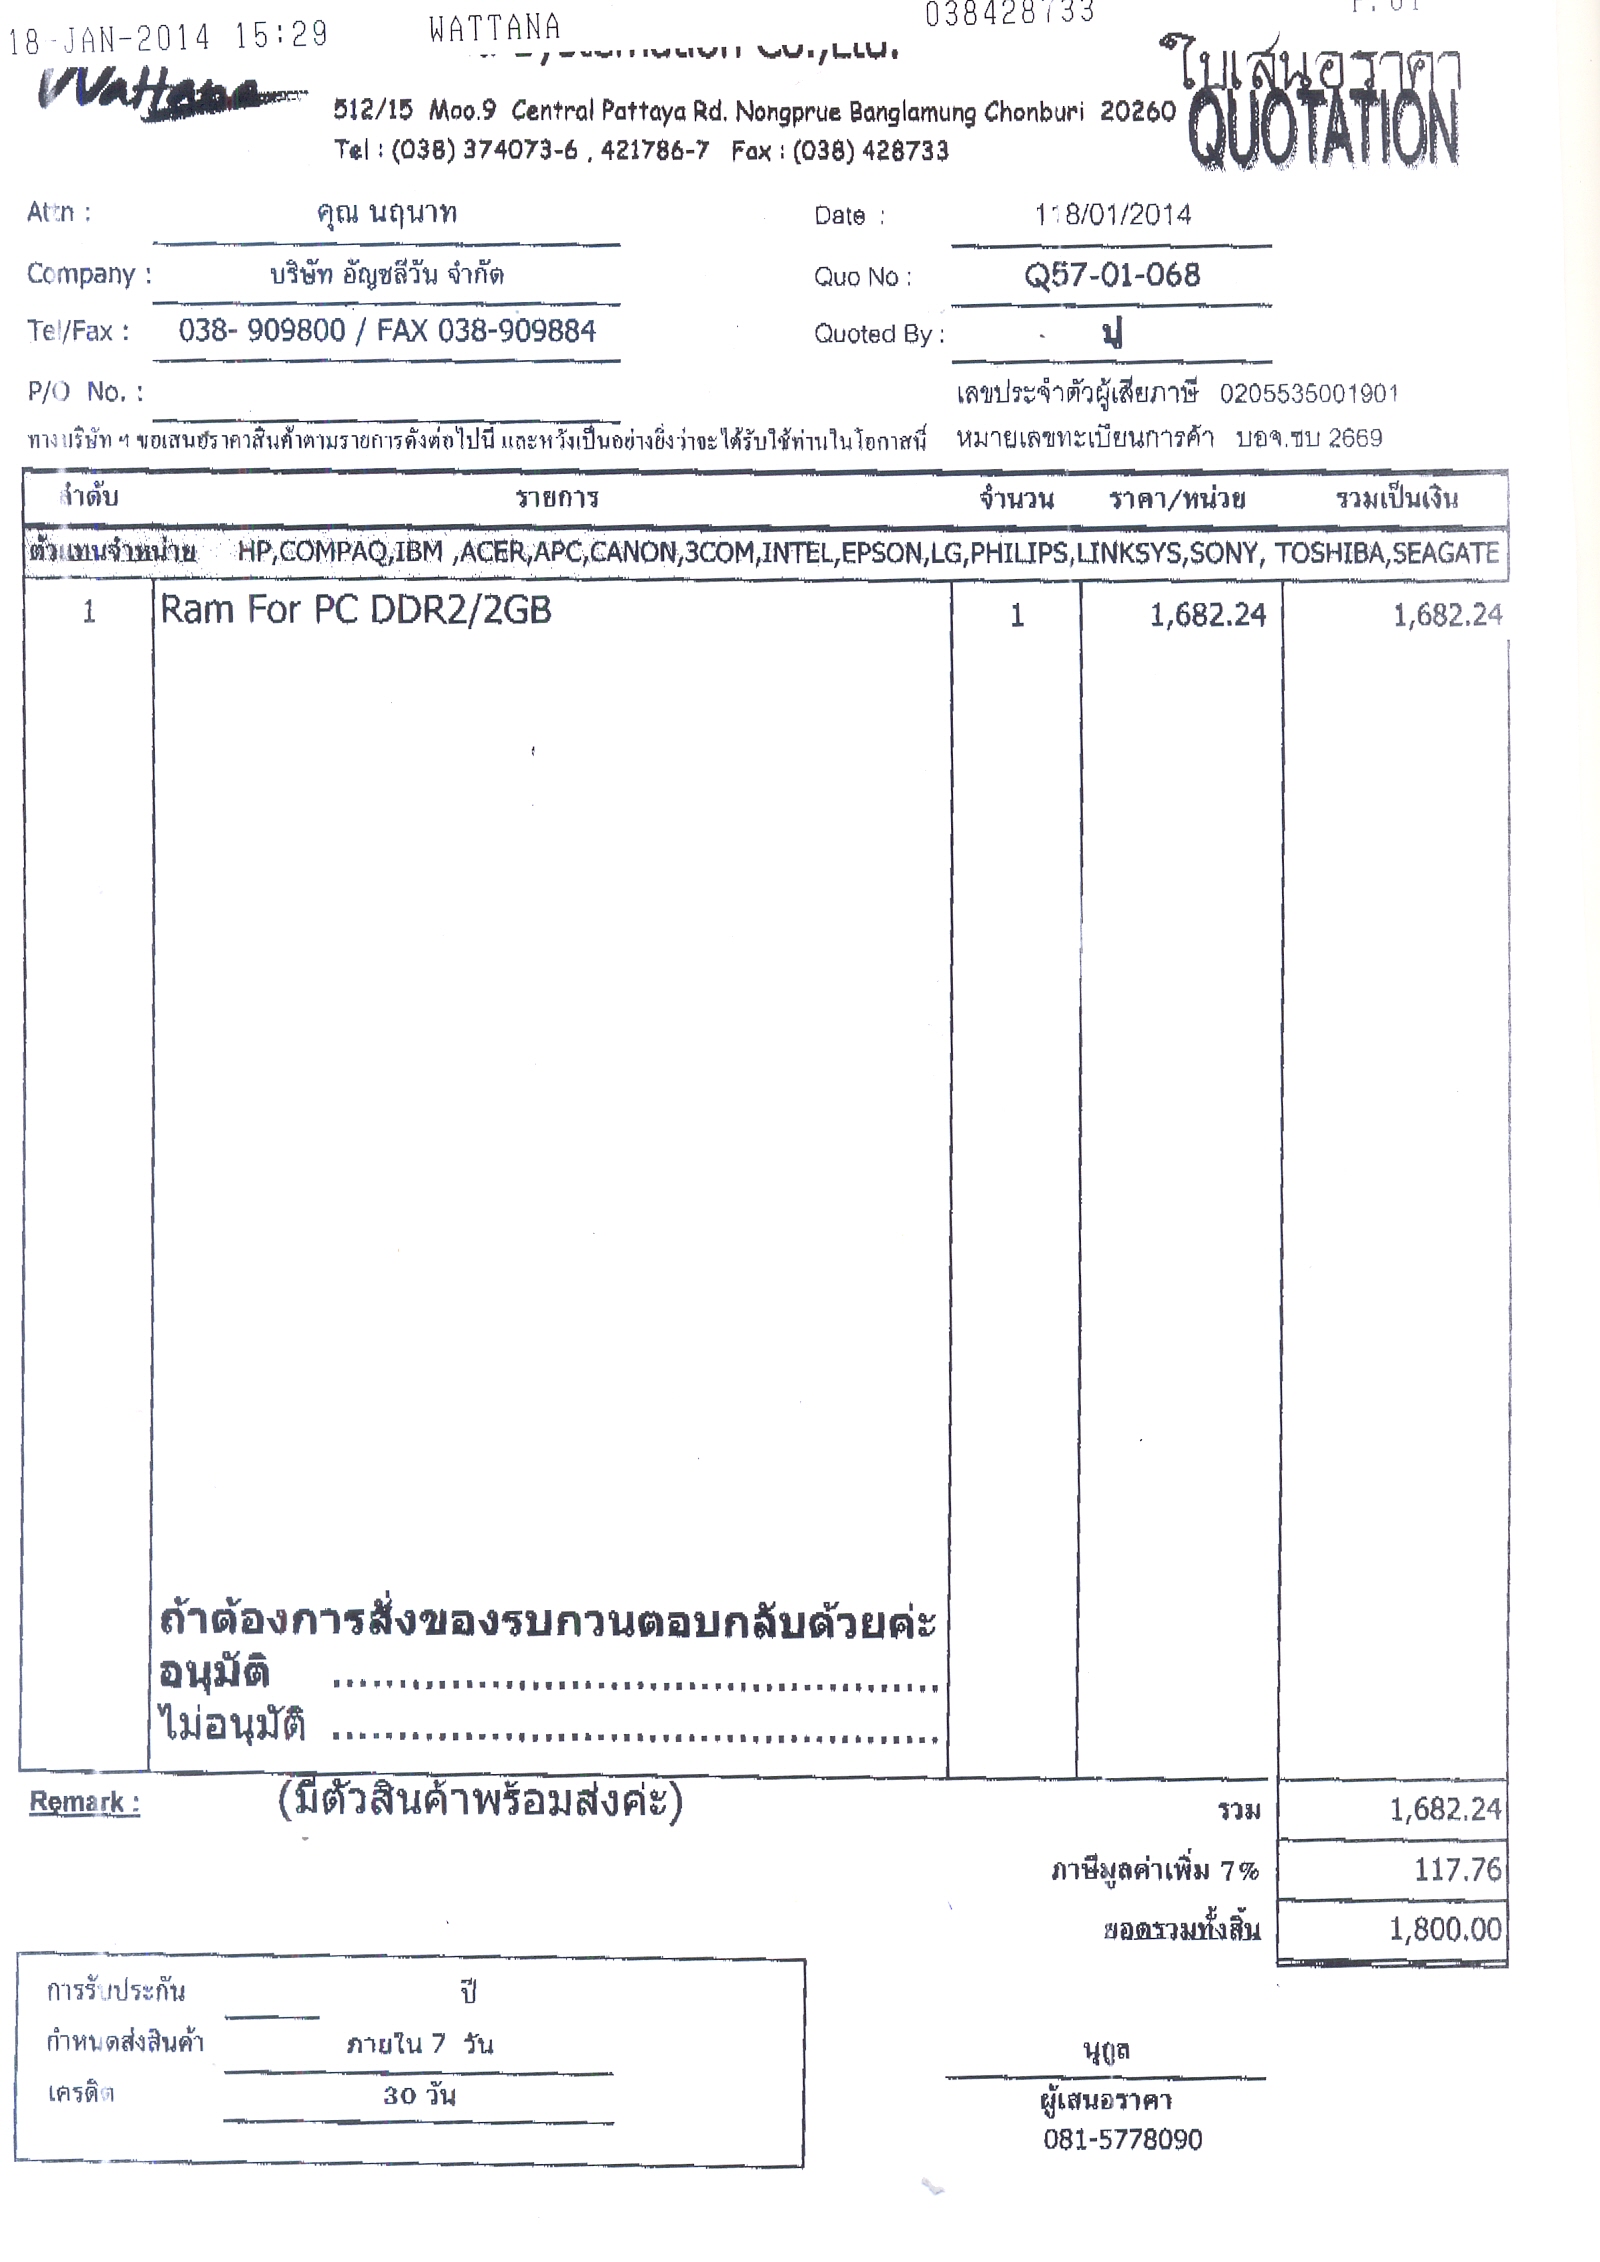 18-JAN-2014 15:29 WATTANA 038428733 P.01
Co.,Ltd.
Wattana
ใบเสนอราคา
QUOTATION
512/15 Moo.9 Central Pattaya Rd. Nongprue Banglamung Chonburi 20260
Tel : (038) 374073-6 , 421786-7 Fax : (038) 428733
Attn : คุณ นฤนาท Date : 118/01/2014
Company : บริษัท อัญชลีวัน จำกัด Quo No : Q57-01-068
Tel/Fax : 038- 909800 / FAX 038-909884 Quoted By : ปู
P/O No. : เลขประจำตัวผู้เสียภาษี 0205535001901
ทางบริษัท ฯ ขอเสนอราคาสินค้าตามรายการดังต่อไปนี้ และหวังเป็นอย่างยิ่งว่าจะได้รับใช้ท่านในโอกาสนี้ หมายเลขทะเบียนการค้า บอจ.ชบ 2669
ลำดับ รายการ จำนวน ราคา/หน่วย รวมเป็นเงิน
ตัวแทนจำหน่าย HP,COMPAQ,IBM ,ACER,APC,CANON,3COM,INTEL,EPSON,LG,PHILIPS,LINKSYS,SONY, TOSHIBA,SEAGATE
1 Ram For PC DDR2/2GB 1 1,682.24 1,682.24
ถ้าต้องการสั่งของรบกวนตอบกลับด้วยค่ะ
อนุมัติ ..............................................
ไม่อนุมัติ ..............................................
Remark : (มีตัวสินค้าพร้อมส่งค่ะ)
รวม 1,682.24
ภาษีมูลค่าเพิ่ม 7% 117.76
ยอดรวมทั้งสิ้น 1,800.00
การรับประกัน ปี
กำหนดส่งสินค้า ภายใน 7 วัน
เครดิต 30 วัน
นุกูล
ผู้เสนอราคา
081-5778090